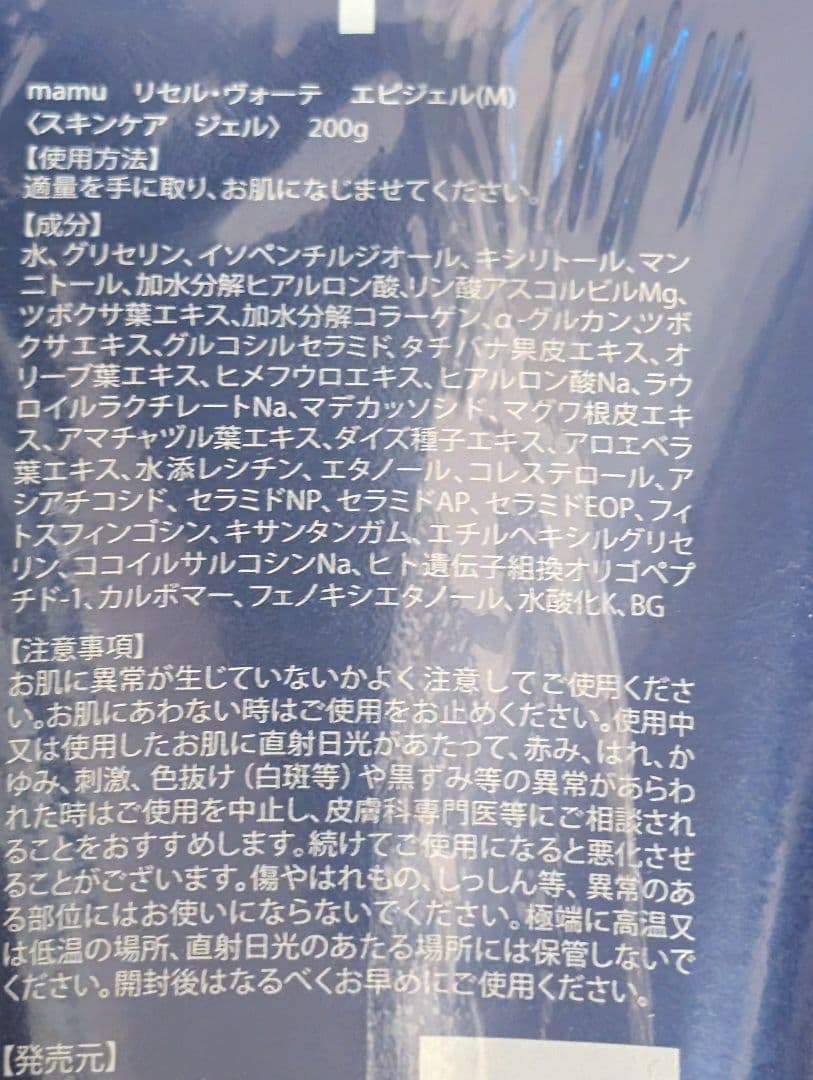 mamu リセル・ヴォーテ エピジェル(M)
〈スキンケア ジェル〉 200g
【使用方法】
適量を手に取り、お肌になじませてください。
【成分】
水、グリセリン、イソペンチルジオール、キシリトール、マン
ニトール、加水分解ヒアルロン酸、リン酸アスコルビルMg、
ツボクサ葉エキス、加水分解コラーゲン、α-グルカン、ツボ
クサエキス、グルコシルセラミド、タチバナ果皮エキス、オ
リーブ葉エキス、ヒメフウロエキス、ヒアルロン酸Na、ラウ
ロイルラクチレートNa、マデカッソシド、マグワ根皮エキ
ス、アマチャヅル葉エキス、ダイズ種子エキス、アロエベラ
葉エキス、水添レシチン、エタノール、コレステロール、ア
シアチコシド、セラミドNP、セラミドAP、セラミドEOP、フィ
トスフィンゴシン、キサンタンガム、エチルヘキシルグリセ
リン、ココイルサルコシンNa、ヒト遺伝子組換オリゴペプ
チド-1、カルボマー、フェノキシエタノール、水酸化K、BG
【注意事項】
お肌に異常が生じていないかよく注意してご使用くださ
い。お肌にあわない時はご使用をお止めください。使用中
又は使用したお肌に直射日光があたって、赤み、はれ、か
ゆみ、刺激、色抜け（白斑等）や黒ずみ等の異常があらわ
れた時はご使用を中止し、皮膚科専門医等にご相談され
ることをおすすめします。続けてご使用になると悪化させ
ることがございます。傷やはれもの、しっしん等、異常のあ
る部位にはお使いにならないでください。極端に高温又
は低温の場所、直射日光のあたる場所には保管しないで
ください。開封後はなるべくお早めにご使用ください。
【発売元】